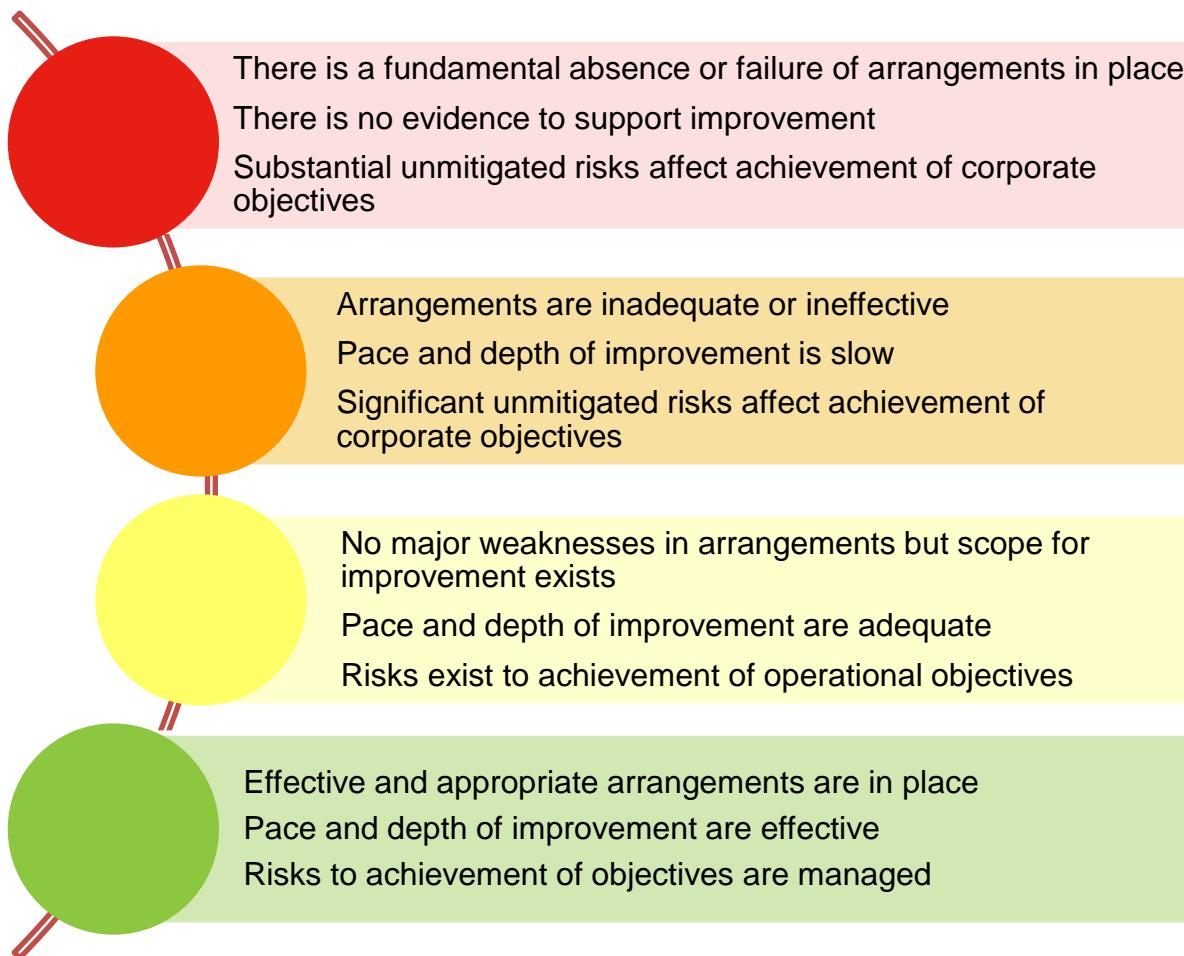 There is a fundamental absence or failure of arrangements in place
There is no evidence to support improvement
Substantial unmitigated risks affect achievement of corporate
objectives
Arrangements are inadequate or ineffective
Pace and depth of improvement is slow
Significant unmitigated risks affect achievement of
corporate objectives
No major weaknesses in arrangements but scope for
improvement exists
Pace and depth of improvement are adequate
Risks exist to achievement of operational objectives
Effective and appropriate arrangements are in place
Pace and depth of improvement are effective
Risks to achievement of objectives are managed